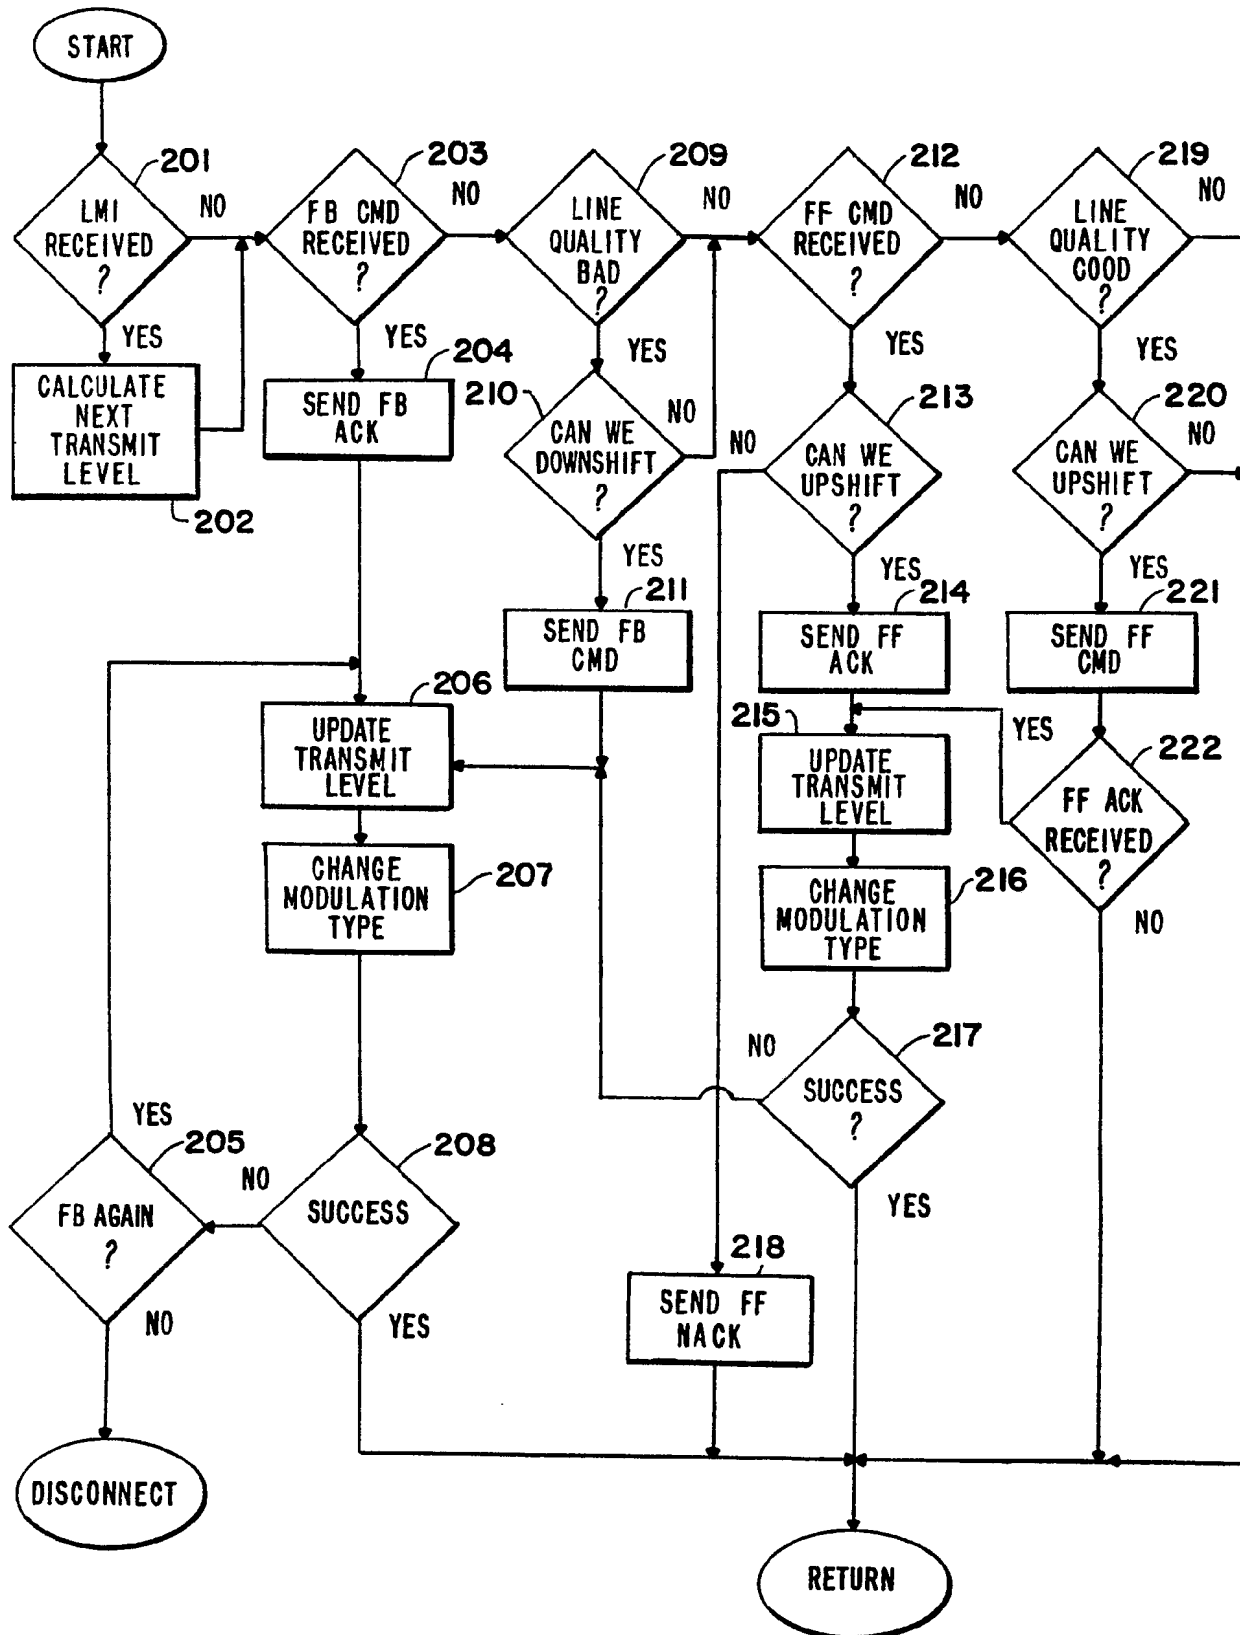 START
201
LMI
RECEIVED
?
NO
YES
CALCULATE
NEXT
TRANSMIT
LEVEL
202
203
FB CMD
RECEIVED
?
NO
YES
204
SEND FB
ACK
209
LINE
QUALITY
BAD
?
NO
YES
210
CAN WE
DOWNSHIFT
?
NO
YES
211
SEND FB
CMD
212
FF CMD
RECEIVED
?
NO
YES
213
CAN WE
UPSHIFT
?
NO
YES
214
SEND FF
ACK
219
LINE
QUALITY
COOD
?
NO
YES
220
CAN WE
UPSHIFT
?
NO
YES
221
SEND FF
CMD
206
UPDATE
TRANSMIT
LEVEL
207
CHANGE
MODULATION
TYPE
215
UPDATE
TRANSMIT
LEVEL
YES
222
FF ACK
RECEIVED
?
NO
216
CHANGE
MODULATION
TYPE
217
NO
SUCCESS
?
YES
YES
205
FB AGAIN
?
NO
NO
208
SUCCESS
YES
218
SEND FF
NACK
DISCONNECT
RETURN